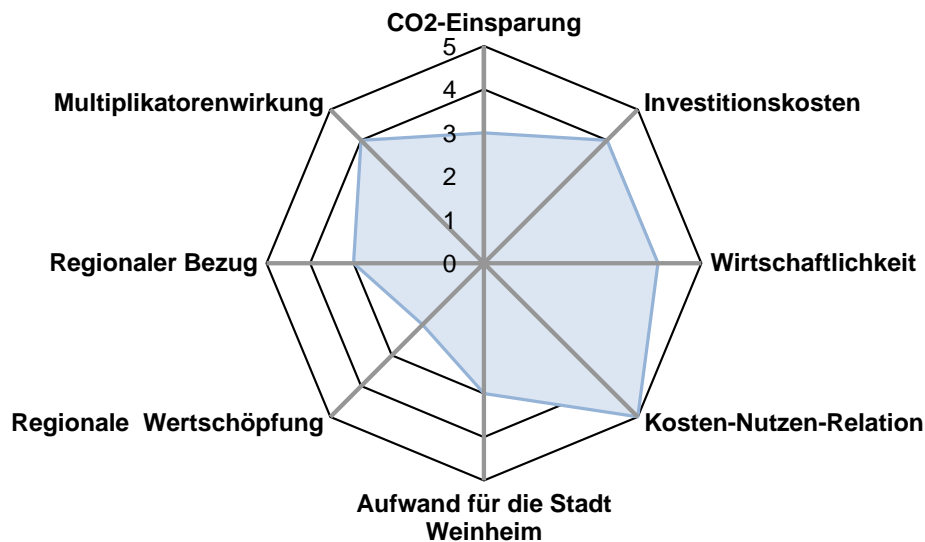 CO2-Einsparung
5
4
3
2
1
0
Multiplikatorenwirkung
Investitionskosten
Regionaler Bezug
Wirtschaftlichkeit
Regionale  Wertschöpfung
Kosten-Nutzen-Relation
Aufwand für die Stadt
Weinheim